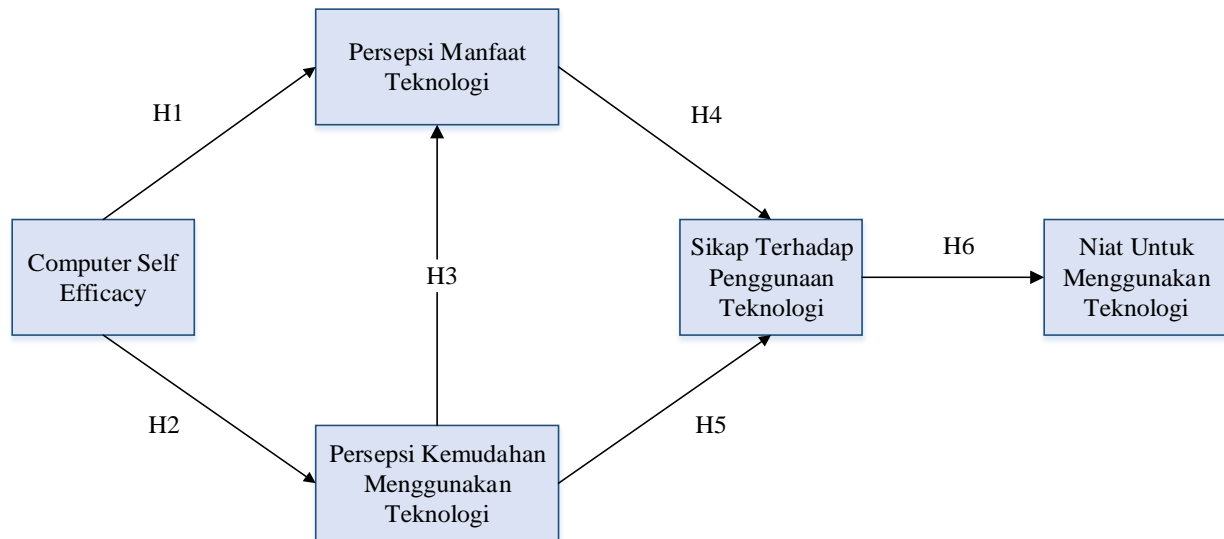 Persepsi Manfaat
Teknologi
H1
H4
Computer Self
Efficacy
H3
Sikap Terhadap
Penggunaan
Teknologi
H6
Niat Untuk
Menggunakan
Teknologi
H2
H5
Persepsi Kemudahan
Menggunakan
Teknologi